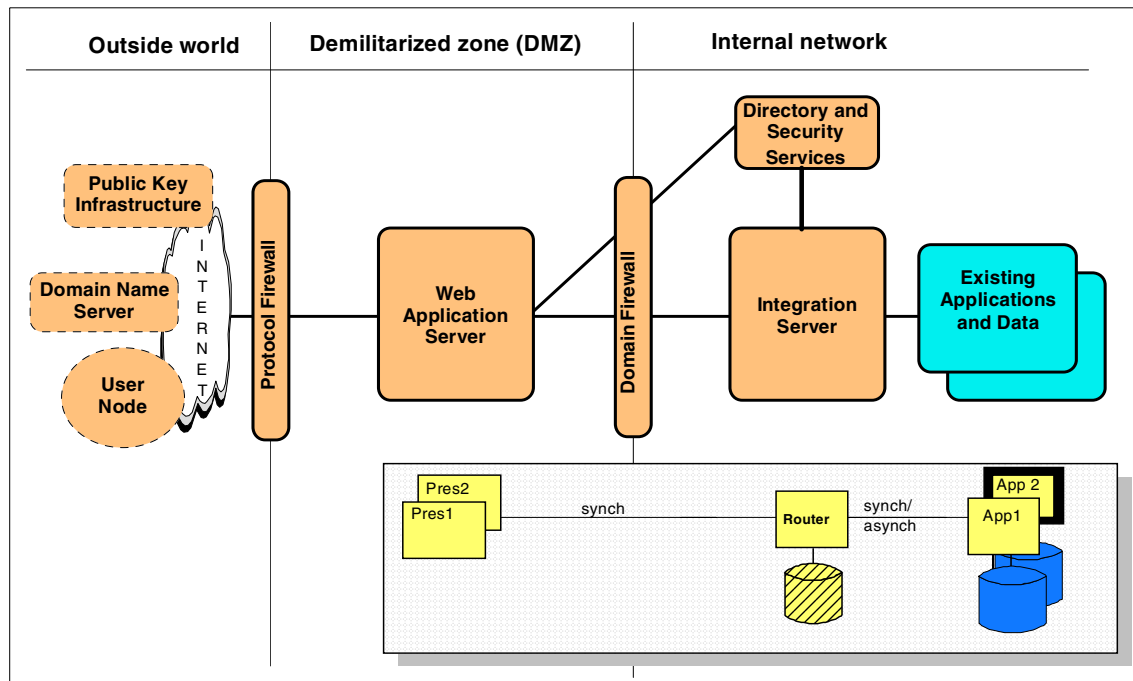 Outside world
Demilitarized zone (DMZ)
Internal network
Directory and
Security
Services
Public Key
Infrastructure
Domain Name
Server
User
Node
INTERNET
Protocol Firewall
Web
Application
Server
Domain Firewall
Integration
Server
Existing
Applications
and Data
Pres2
Pres1
synch
Router
synch/
asynch
App 2
App1